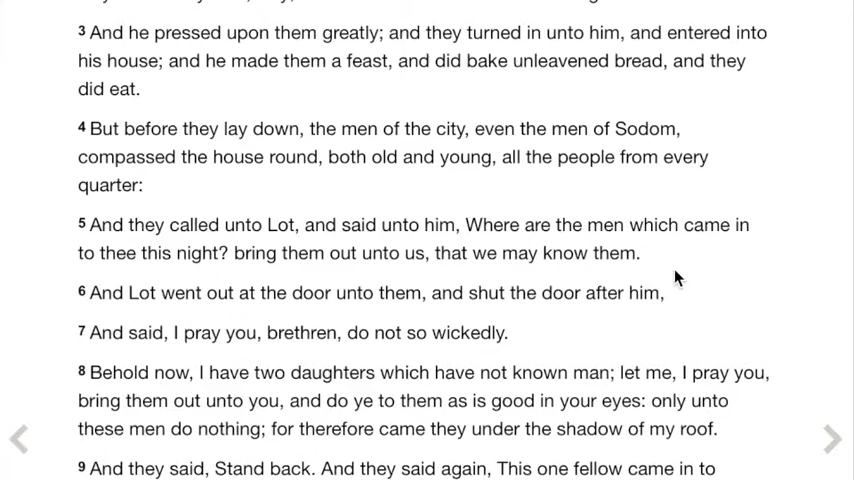 3 And he pressed upon them greatly; and they turned in unto him, and entered into
his house; and he made them a feast, and did bake unleavened bread, and they
did eat.
4 But before they lay down, the men of the city, even the men of Sodom,
compassed the house round, both old and young, all the people from every
quarter:
5 And they called unto Lot, and said unto him, Where are the men which came in
to thee this night? bring them out unto us, that we may know them.
6 And Lot went out at the door unto them, and shut the door after him,
7 And said, I pray you, brethren, do not so wickedly.
8 Behold now, I have two daughters which have not known man; let me, I pray you,
bring them out unto you, and do ye to them as is good in your eyes: only unto
these men do nothing; for therefore came they under the shadow of my roof.
9 And they said, Stand back. And they said again, This one fellow came in to